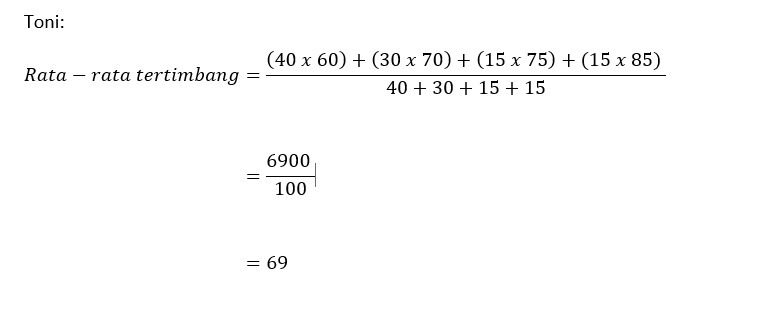 Toni:
(40 x 60) + (30 x 70) + (15 x 75) + (15 x 85)
Rata − rata tertimbang =
40 + 30 + 15 + 15
6900
=
100
= 69